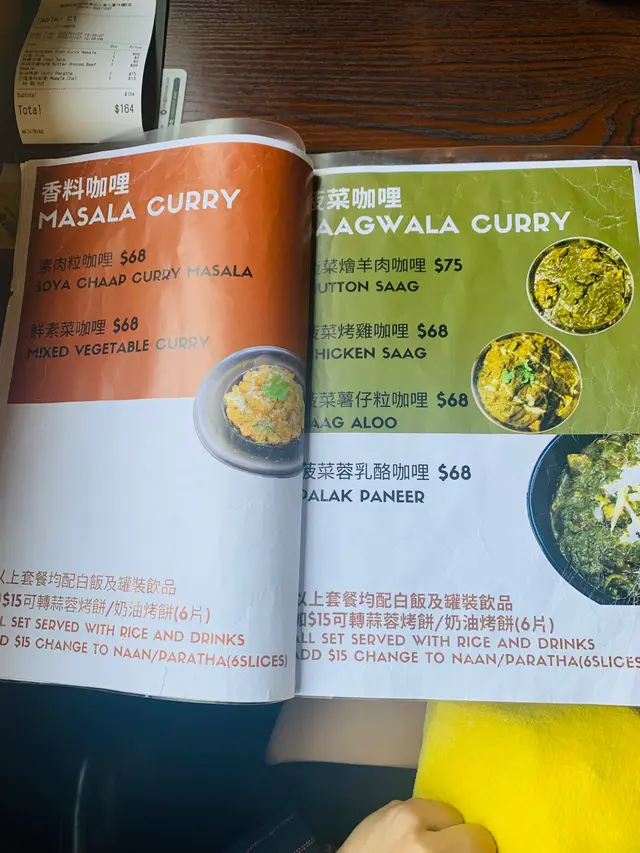 Table: C1
Subtotal
Total $164
香料咖哩
MASALA CURRY
素肉粒咖哩 $68
SOYA CHAAP CURRY MASALA
鮮素菜咖哩 $68
MIXED VEGETABLE CURRY
以上套餐均配白飯及罐裝飲品
$15可轉蒜蓉烤餅/奶油烤餅(6片)
SET SERVED WITH RICE AND DRINKS
$15 CHANGE TO NAAN/PARATHA(6SLICES)
菠菜咖哩
AAGWALA CURRY
菠菜燴羊肉咖哩 $75
MUTTON SAAG
菠菜烤雞咖哩 $68
CHICKEN SAAG
菠菜薯仔粒咖哩 $68
AAG ALOO
菠菜蓉乳酪咖哩 $68
PALAK PANEER
以上套餐均配白飯及罐裝飲品
加$15可轉蒜蓉烤餅/奶油烤餅(6片)
ALL SET SERVED WITH RICE AND DRINKS
ADD $15 CHANGE TO NAAN/PARATHA(6SLICES